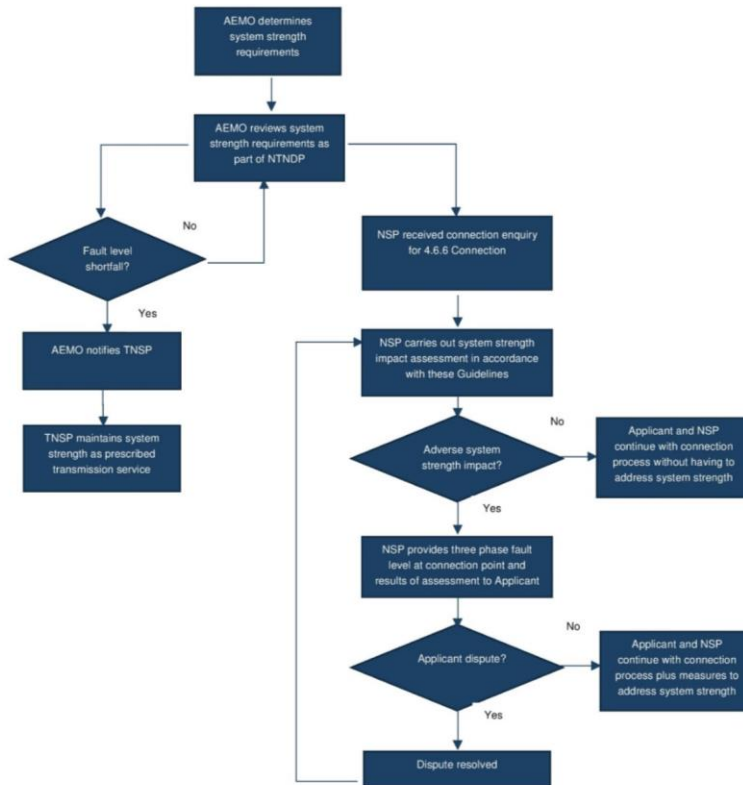 AEMO determines
system strength
requirements
AEMO reviews system
strength requirements as
part of NTNDP
No
Fault level
shortfall?
Yes
AEMO notifies TNSP
TNSP maintains system
strength as prescribed
transmission service
NSP received connection enquiry
for 4.6.6 Connection
NSP carries out system strength
impact assessment in accordance
with these Guidelines
No
Adverse system
strength impact?
Applicant and NSP
continue with connection
process without having to
address system strength
Yes
NSP provides three phase fault
level at connection point and
results of assessment to Applicant
No
Applicant dispute?
Applicant and NSP
continue with connection
process plus measures to
address system strength
Yes
Dispute resolved